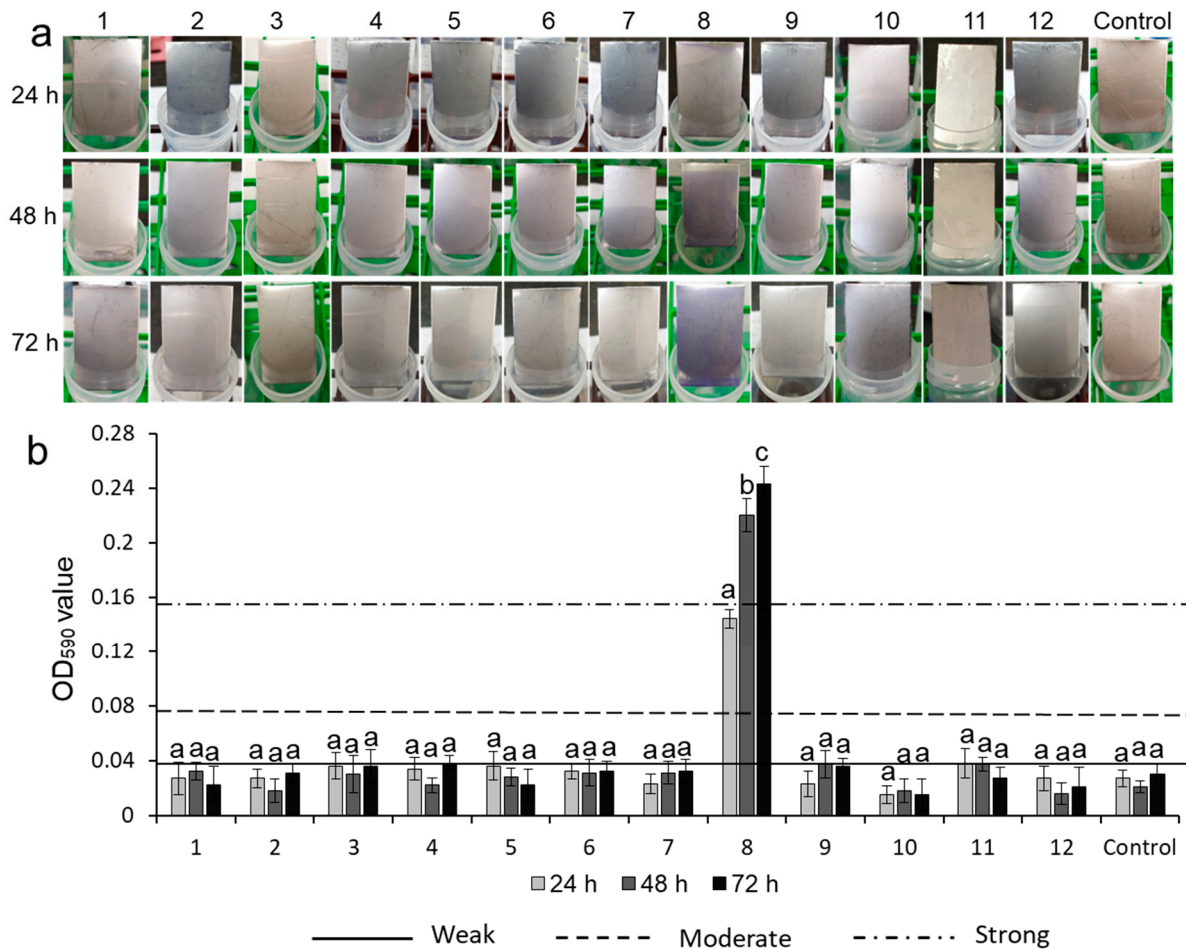 a
1 2 3 4 5 6 7 8 9 10 11 12 Control
24 h
48 h
72 h
b
0.28
0.24
0.2
0.16
0.12
0.08
0.04
0
OD590 value
a a a a a a a a a a a a a a a a a a a a a a b c a a a a a a a a a a a a a a a
1 2 3 4 5 6 7 8 9 10 11 12 Control
24 h 48 h 72 h
Weak Moderate Strong